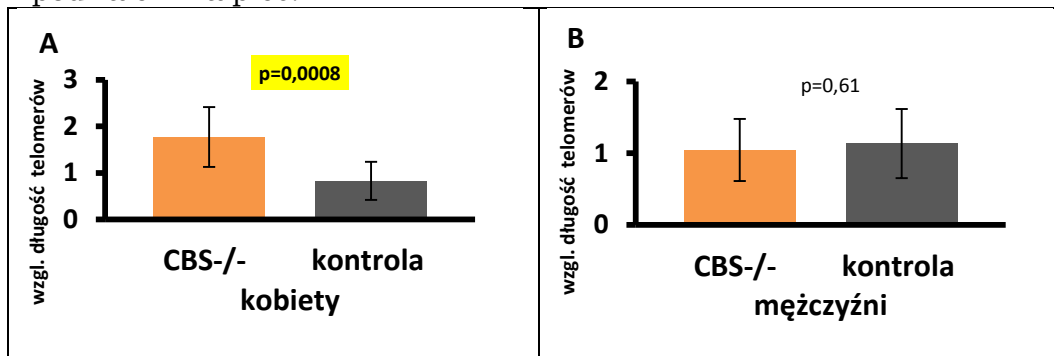 A
p=0,0008
wzgl. długość telomerów
3
2
1
0
CBS-/- kontrola
kobiety
B
p=0,61
wzgl. długość telomerów
2
1
0
CBS-/- kontrola
mężczyźni